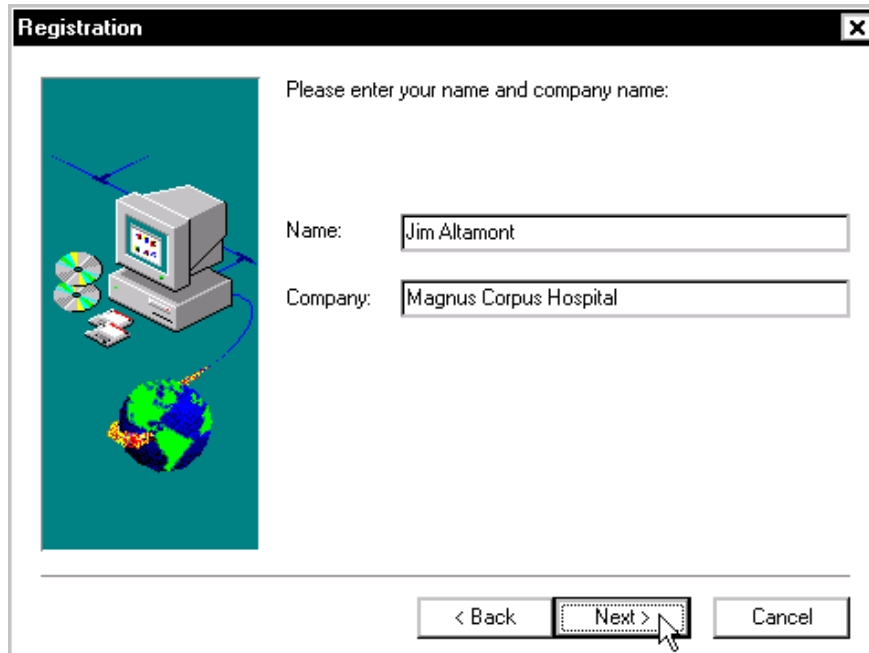 Registration
Please enter your name and company name:
Name: Jim Altamont
Company: Magnus Corpus Hospital
< Back Next > Cancel